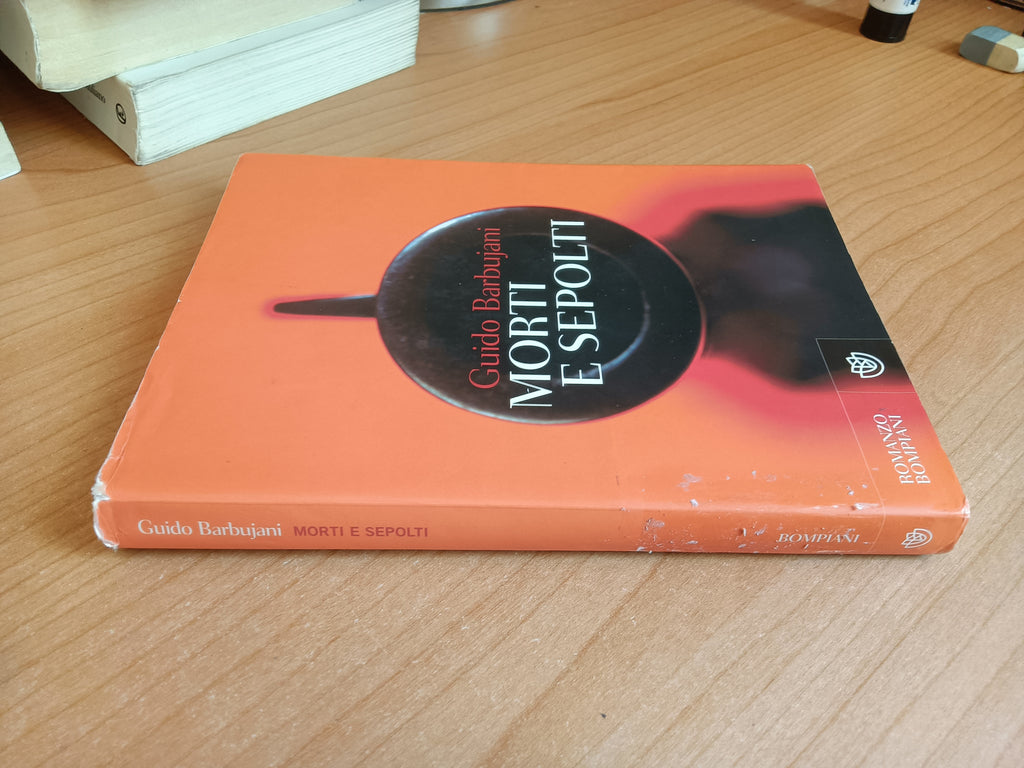 Guido Barbujani
MORTI
E SEPOLTI
ROMANZO
BOMPIANI
Guido Barbujani MORTI E SEPOLTI
BOMPIANI